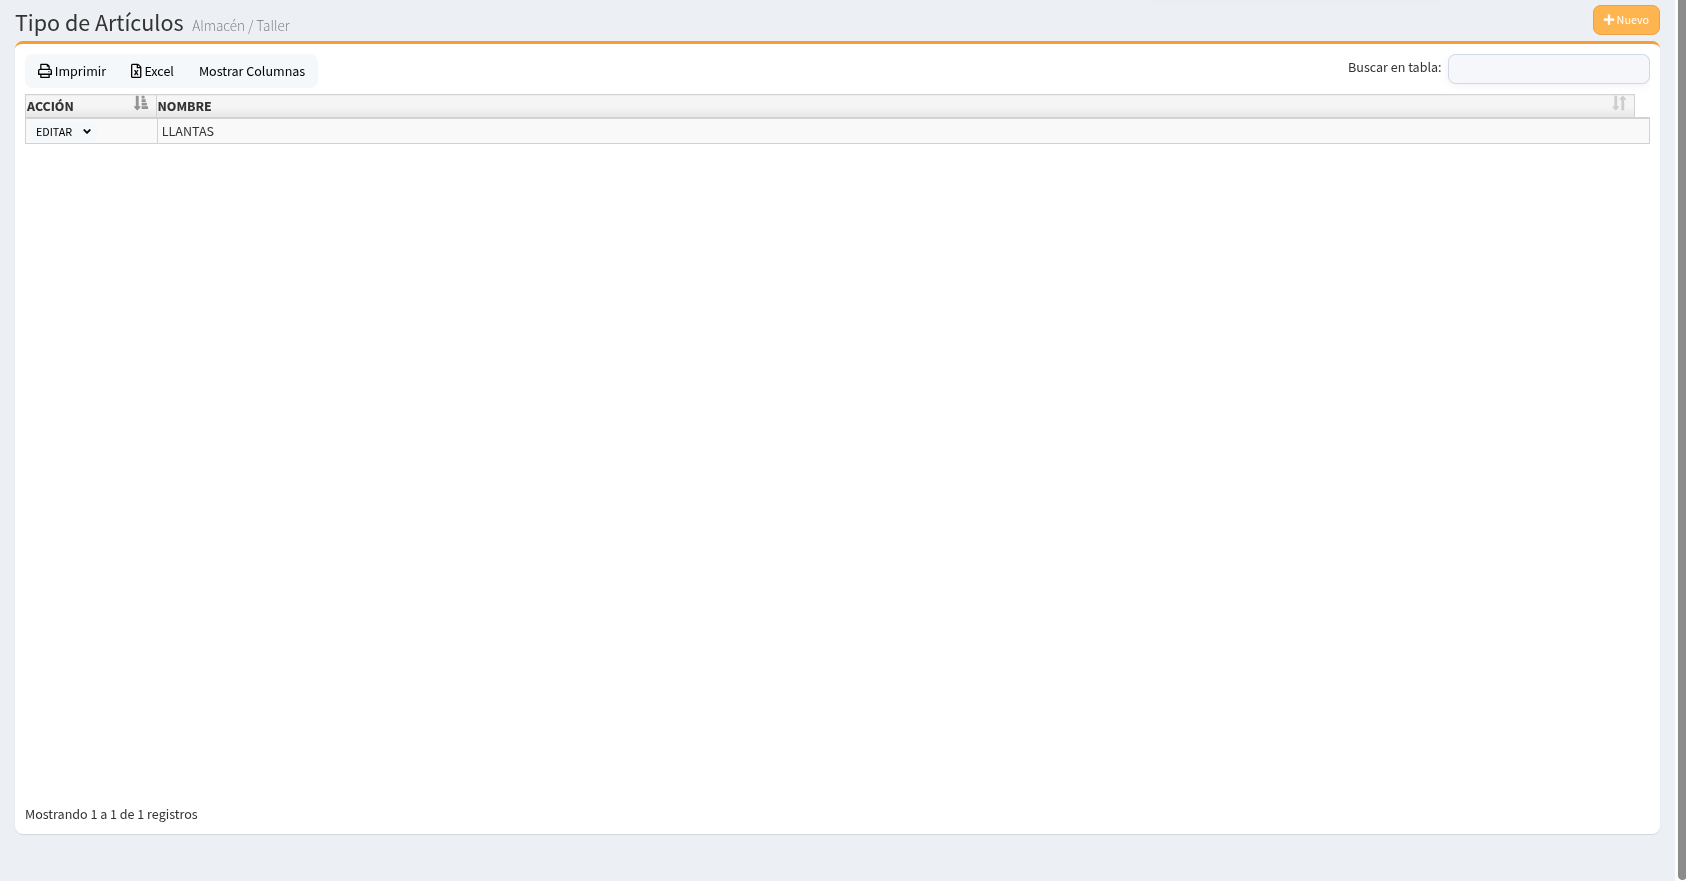 Tipo de Artículos Almacén / Taller
Nuevo
Imprimir Excel Mostrar Columnas
Buscar en tabla:
ACCIÓN NOMBRE
EDITAR LLANTAS
Mostrando 1 a 1 de 1 registros